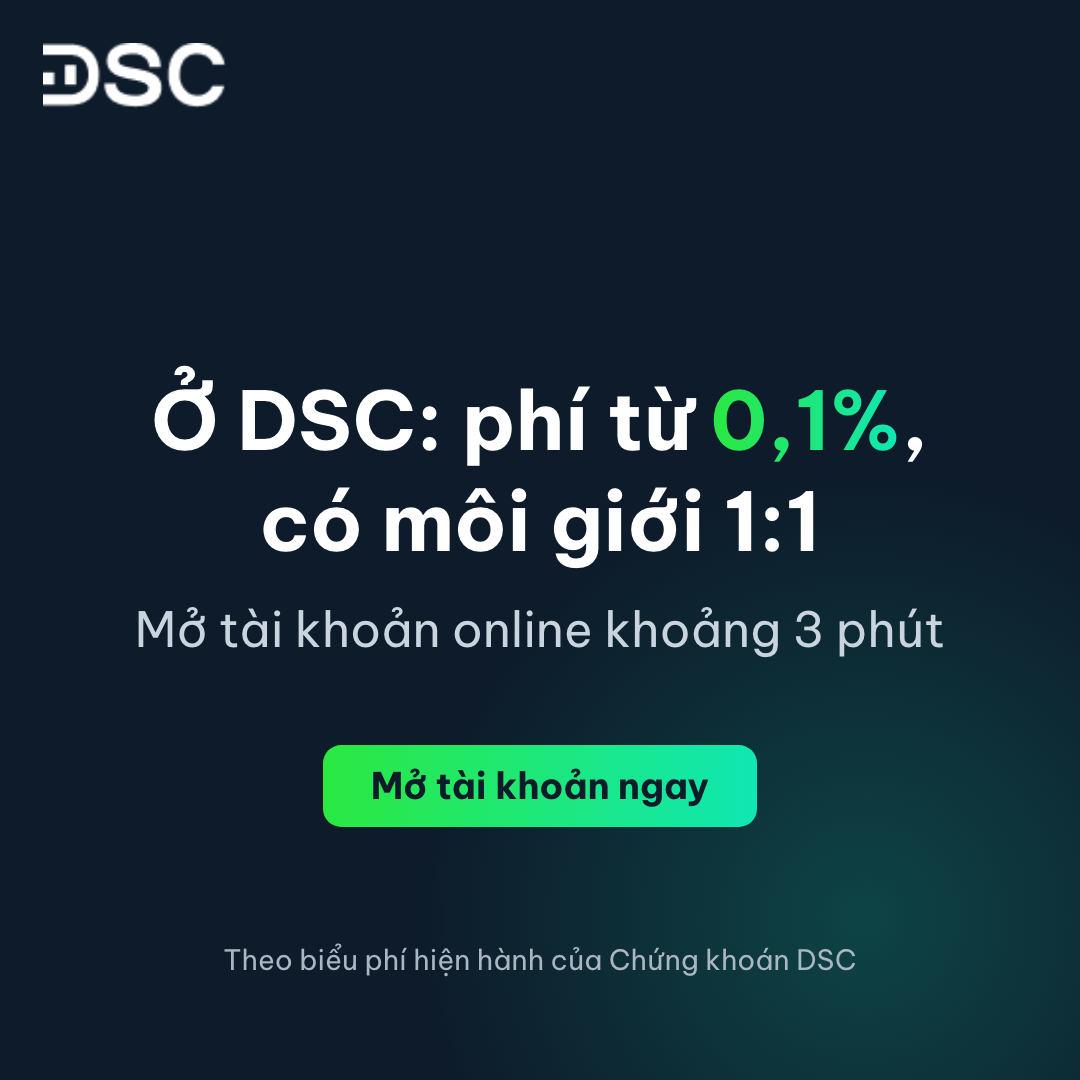 DSC
Ở DSC: phí từ 0,1%,
có môi giới 1:1
Mở tài khoản online khoảng 3 phút
Mở tài khoản ngay
Theo biểu phí hiện hành của Chứng khoán DSC